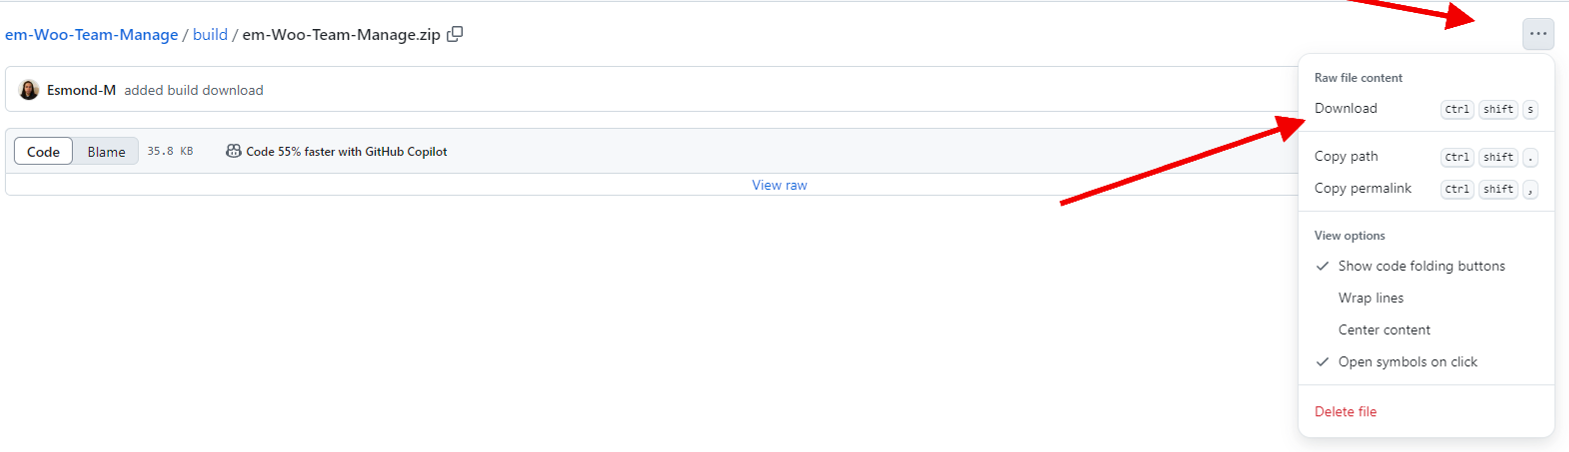 em-Woo-Team-Manage / build / em-Woo-Team-Manage.zip
Esmond-M added build download
Code Blame 35.8 KB Code 55% faster with GitHub Copilot
View raw
Raw file content
Download Ctrl shift s
Copy path Ctrl shift .
Copy permalink Ctrl shift ,
View options
Show code folding buttons
Wrap lines
Center content
Open symbols on click
Delete file